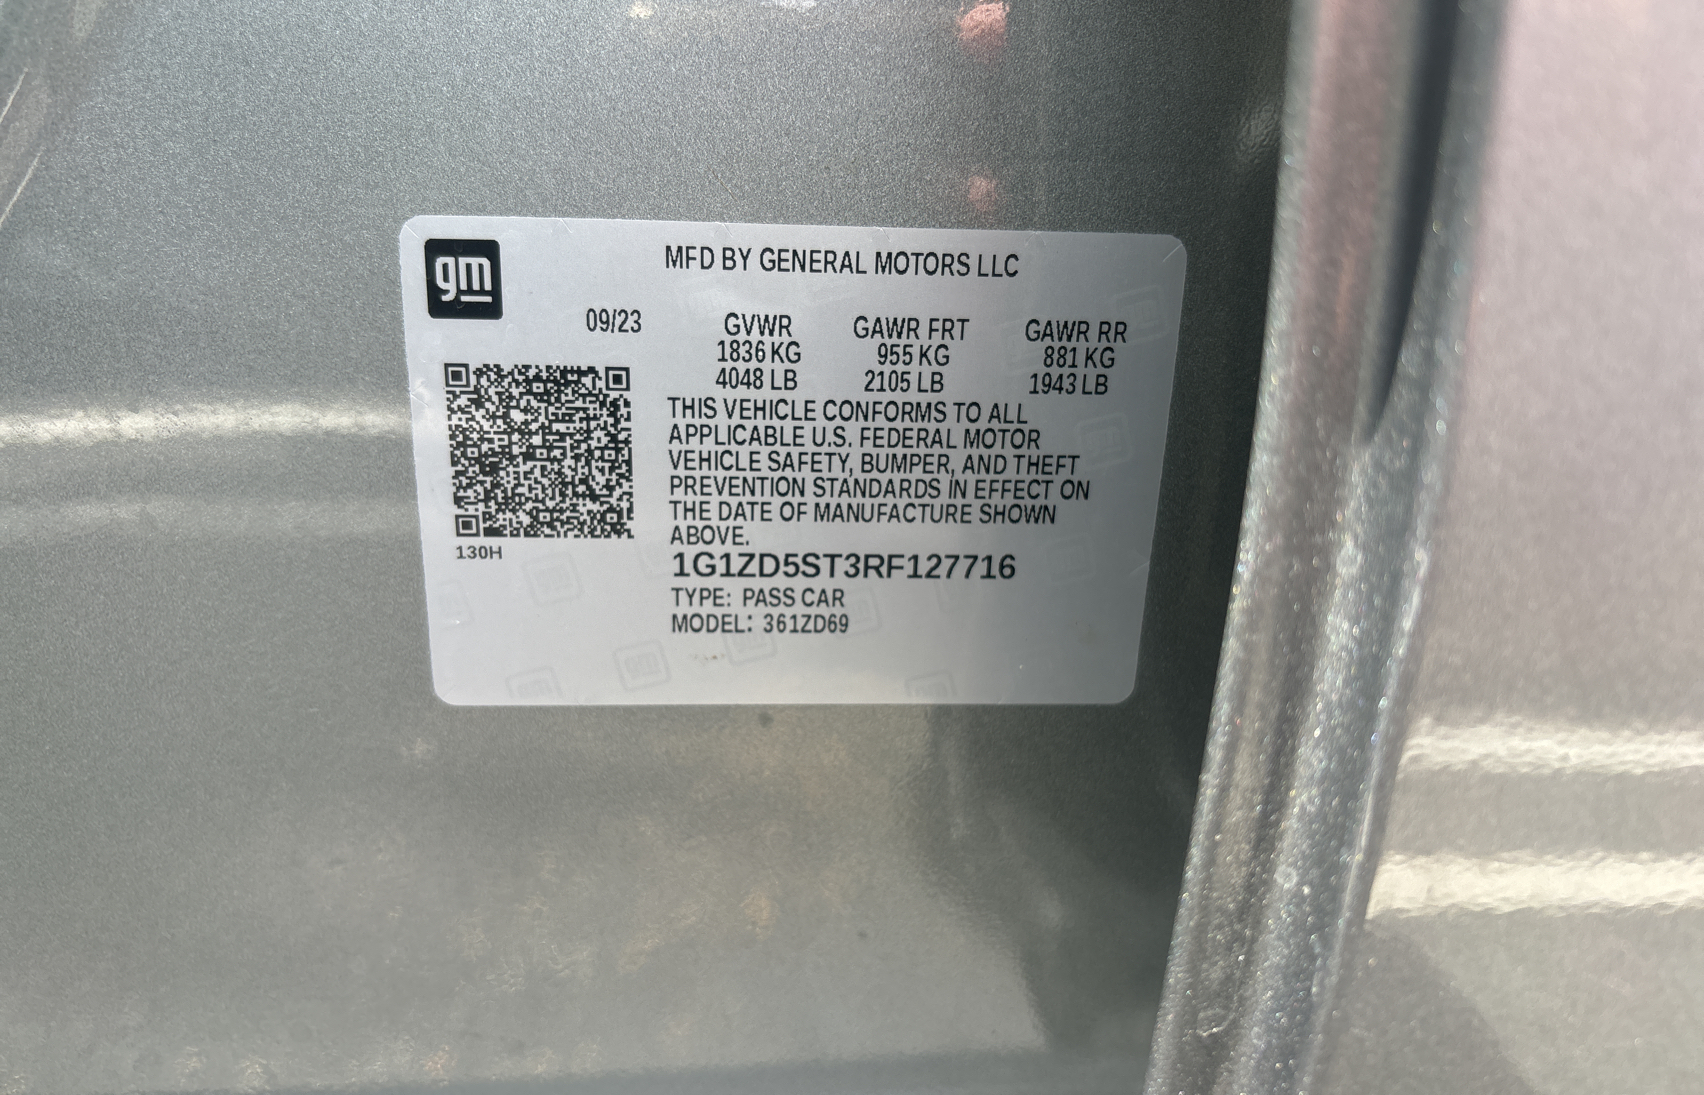 gm
MFD BY GENERAL MOTORS LLC
09/23 GVWR GAWR FRT GAWR RR
1836 KG 955 KG 881 KG
4048 LB 2105 LB 1943 LB
THIS VEHICLE CONFORMS TO ALL
APPLICABLE U.S. FEDERAL MOTOR
VEHICLE SAFETY, BUMPER, AND THEFT
PREVENTION STANDARDS IN EFFECT ON
THE DATE OF MANUFACTURE SHOWN
ABOVE.
130H
1G1ZD5ST3RF127716
TYPE: PASS CAR
MODEL: 361ZD69